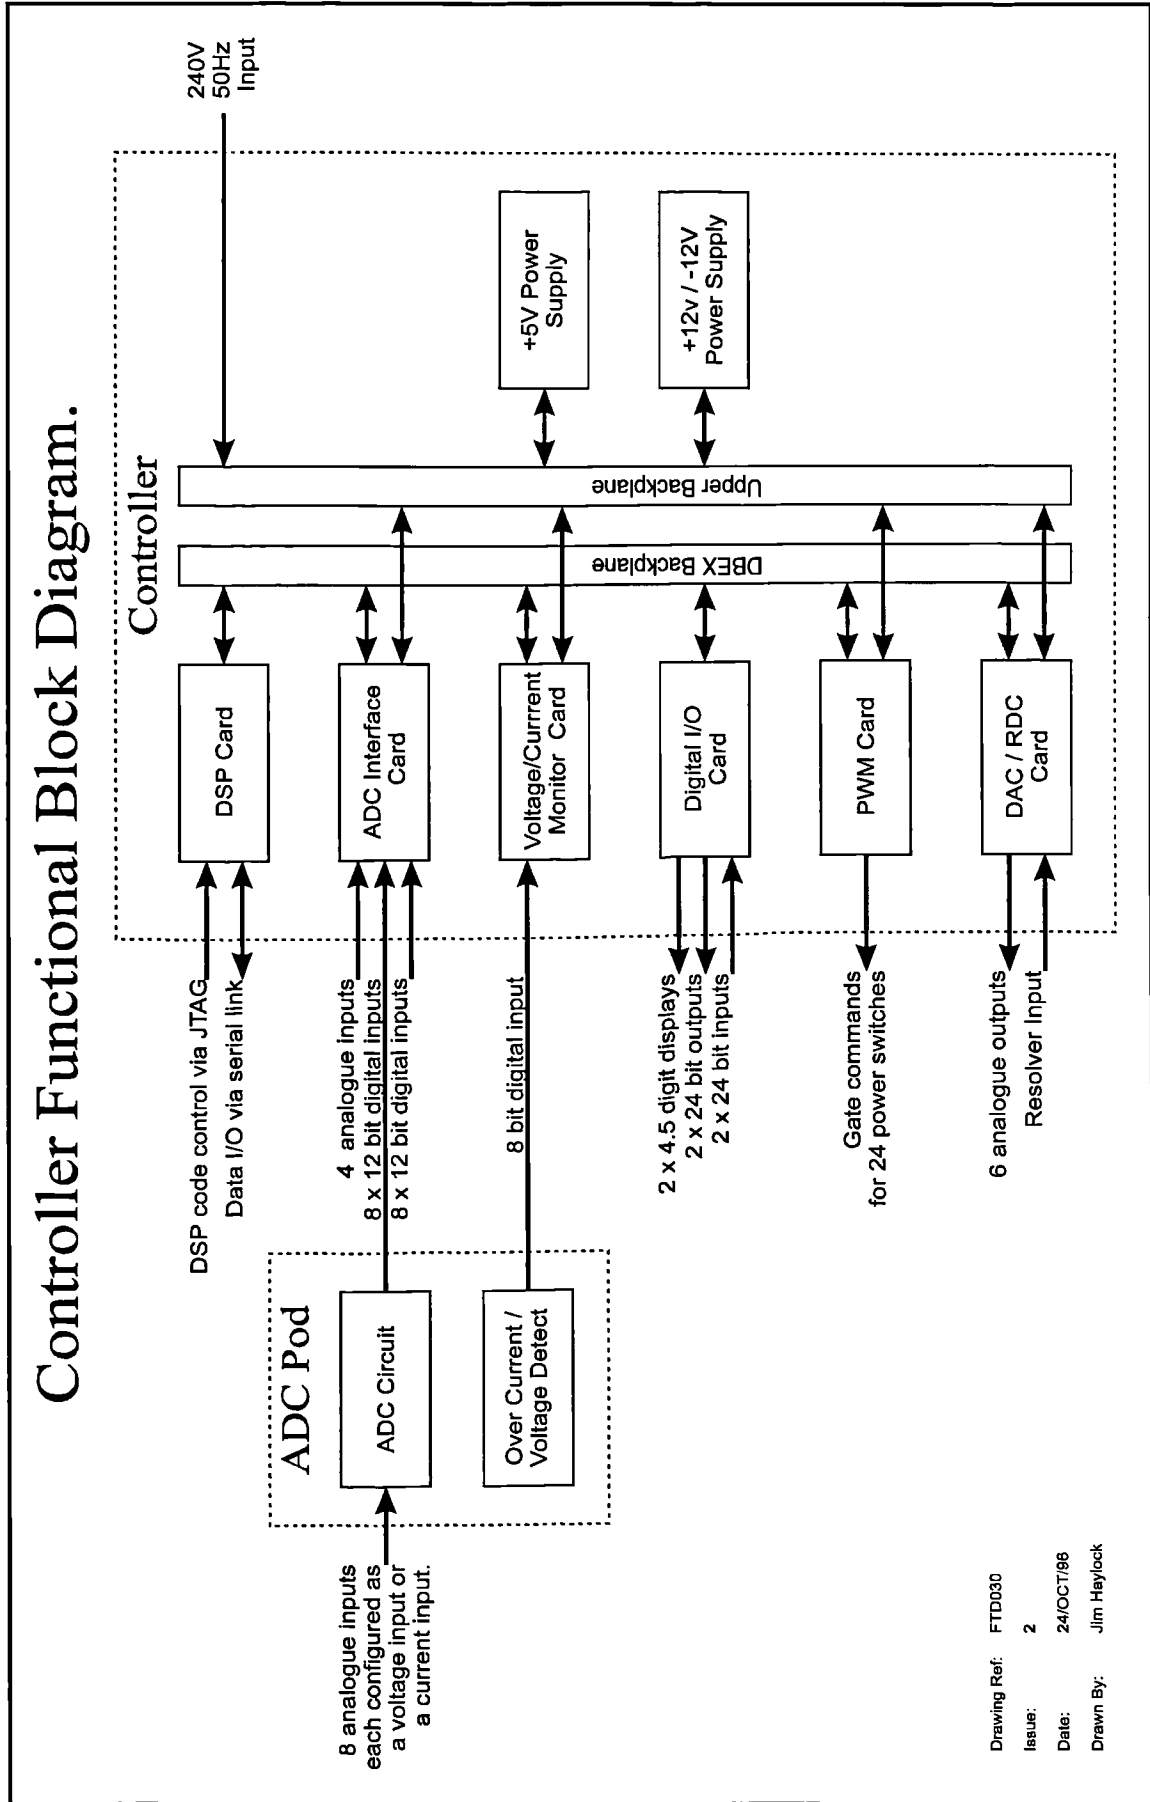 Controller Functional Block Diagram.
240V
50Hz
Input
Controller
DSP code control via JTAG
Data I/O via serial link
DSP Card
ADC Pod
8 analogue inputs
each configured as
a voltage input or
a current input.
ADC Circuit
4 analogue inputs
8 x 12 bit digital inputs
8 x 12 bit digital inputs
ADC Interface
Card
Over Current /
Voltage Detect
8 bit digital input
Voltage/Currrent
Monitor Card
2 x 4.5 digit displays
2 x 24 bit outputs
2 x 24 bit inputs
Digital I/O
Card
Gate commands
for 24 power switches
PWM Card
6 analogue outputs
Resolver Input
DAC / RDC
Card
DBEX Backplane
Upper Backplane
+5V Power
Supply
+12v / -12V
Power Supply
Drawing Ref: FTD030
Issue: 2
Date: 24/OCT/96
Drawn By: Jim Haylock